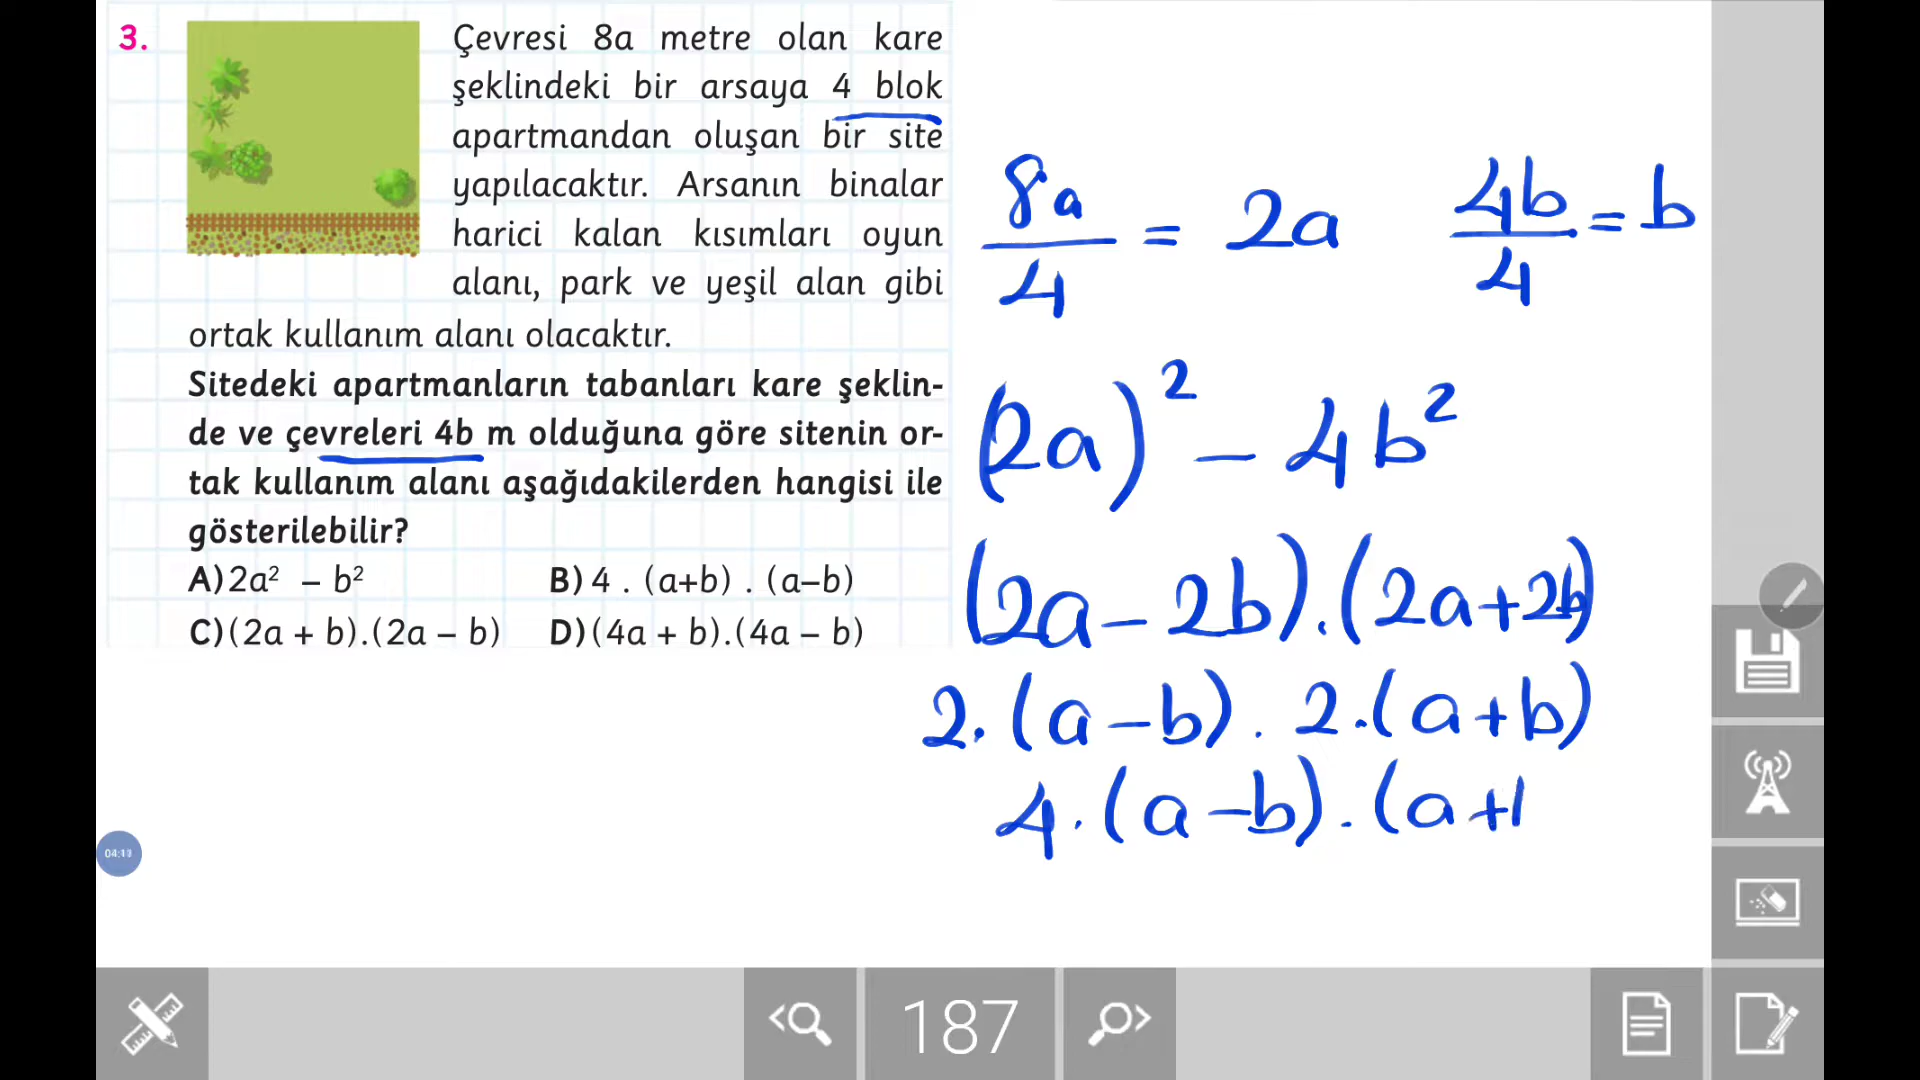 3.
Çevresi 8a metre olan kare
şeklindeki bir arsaya 4 blok
apartmandan oluşan bir site
yapılacaktır. Arsanın binalar
harici kalan kısımları oyun
alanı, park ve yeşil alan gibi
ortak kullanım alanı olacaktır.
Sitedeki apartmanların tabanları kare şeklin-
de ve çevreleri 4b m olduğuna göre sitenin or-
tak kullanım alanı aşağıdakilerden hangisi ile
gösterilebilir?
A) 2a² – b² B) 4 . (a+b) . (a–b)
C) (2a + b).(2a – b) D) (4a + b).(4a – b)
8a/4 = 2a 4b/4 = b
(2a)² – 4b²
(2a – 2b).(2a+2b)
2.(a–b) . 2.(a+b)
4.(a–b).(a+l
04:13
187